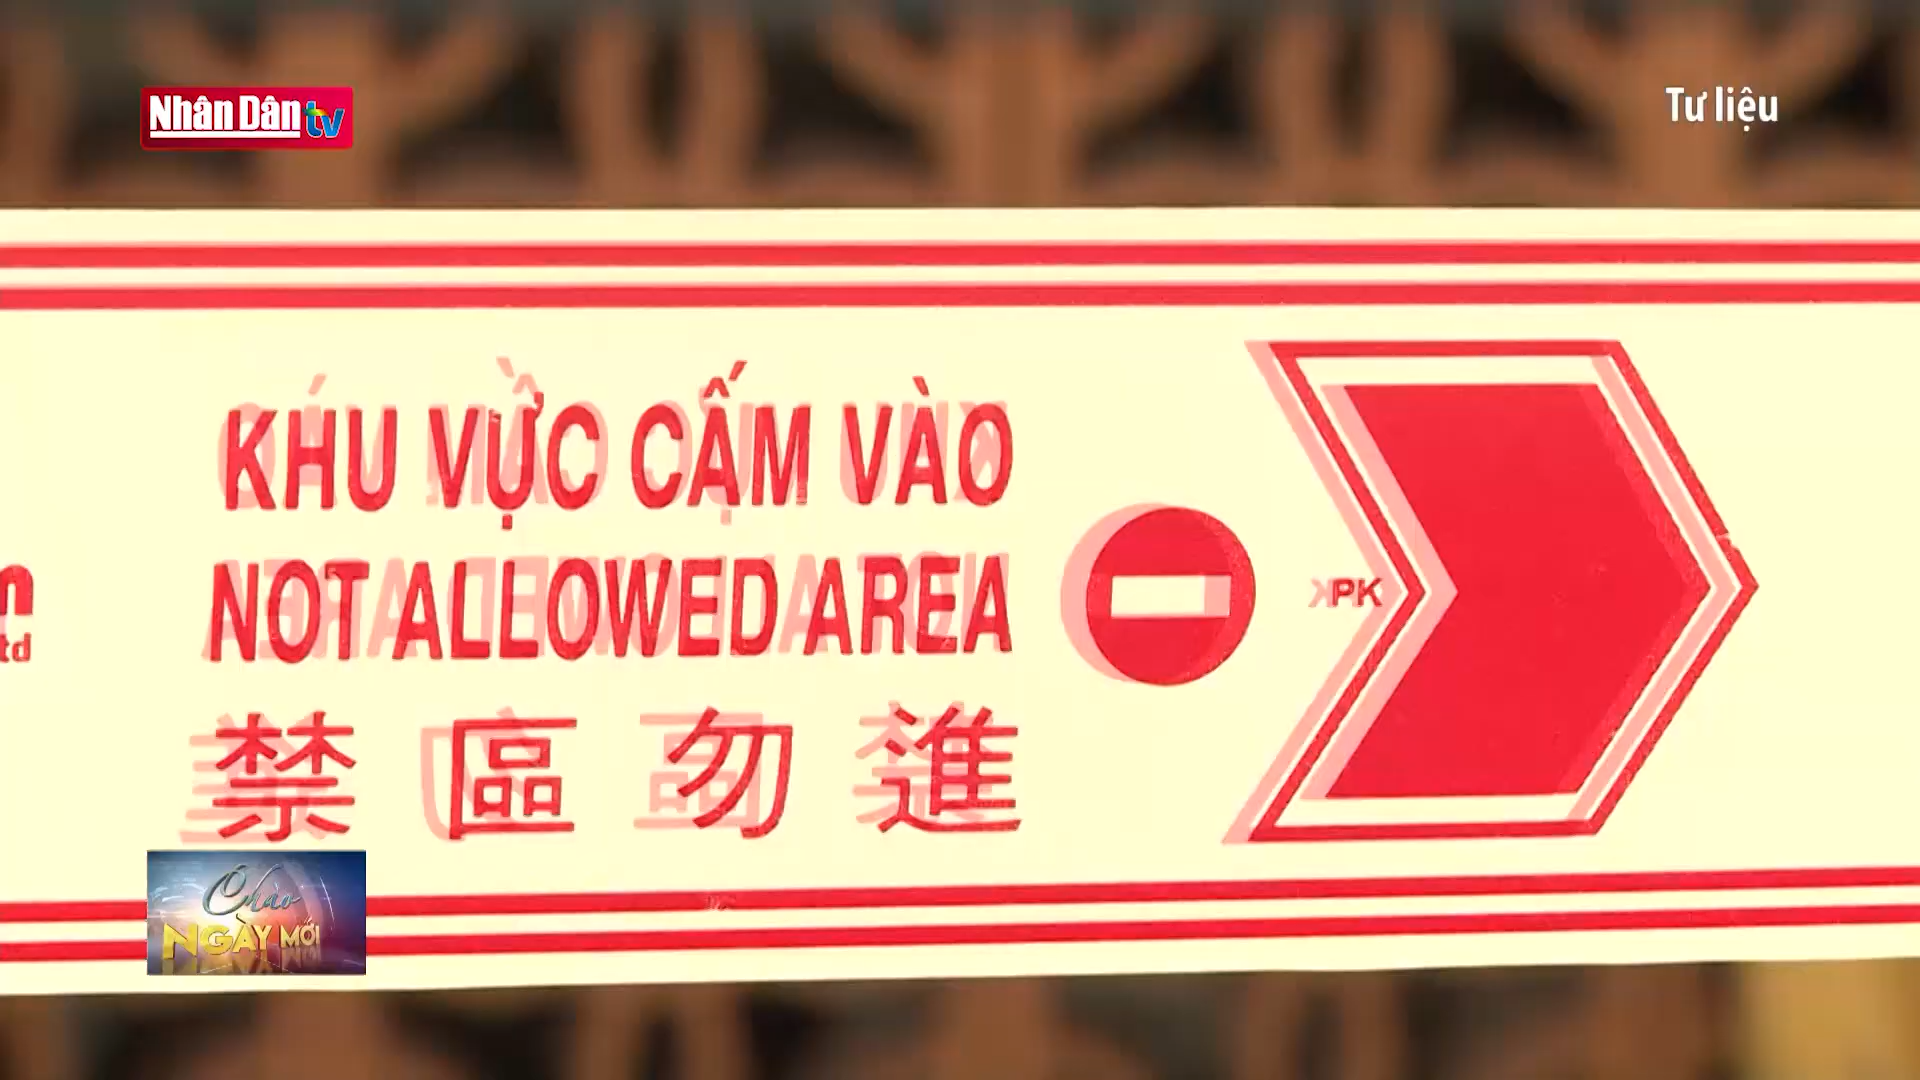 Nhân Dân tv
Tư liệu
KHU VỰC CẤM VÀO
NOT ALLOWED AREA
禁區勿進
PK
td
Chào
NGÀY MỚI